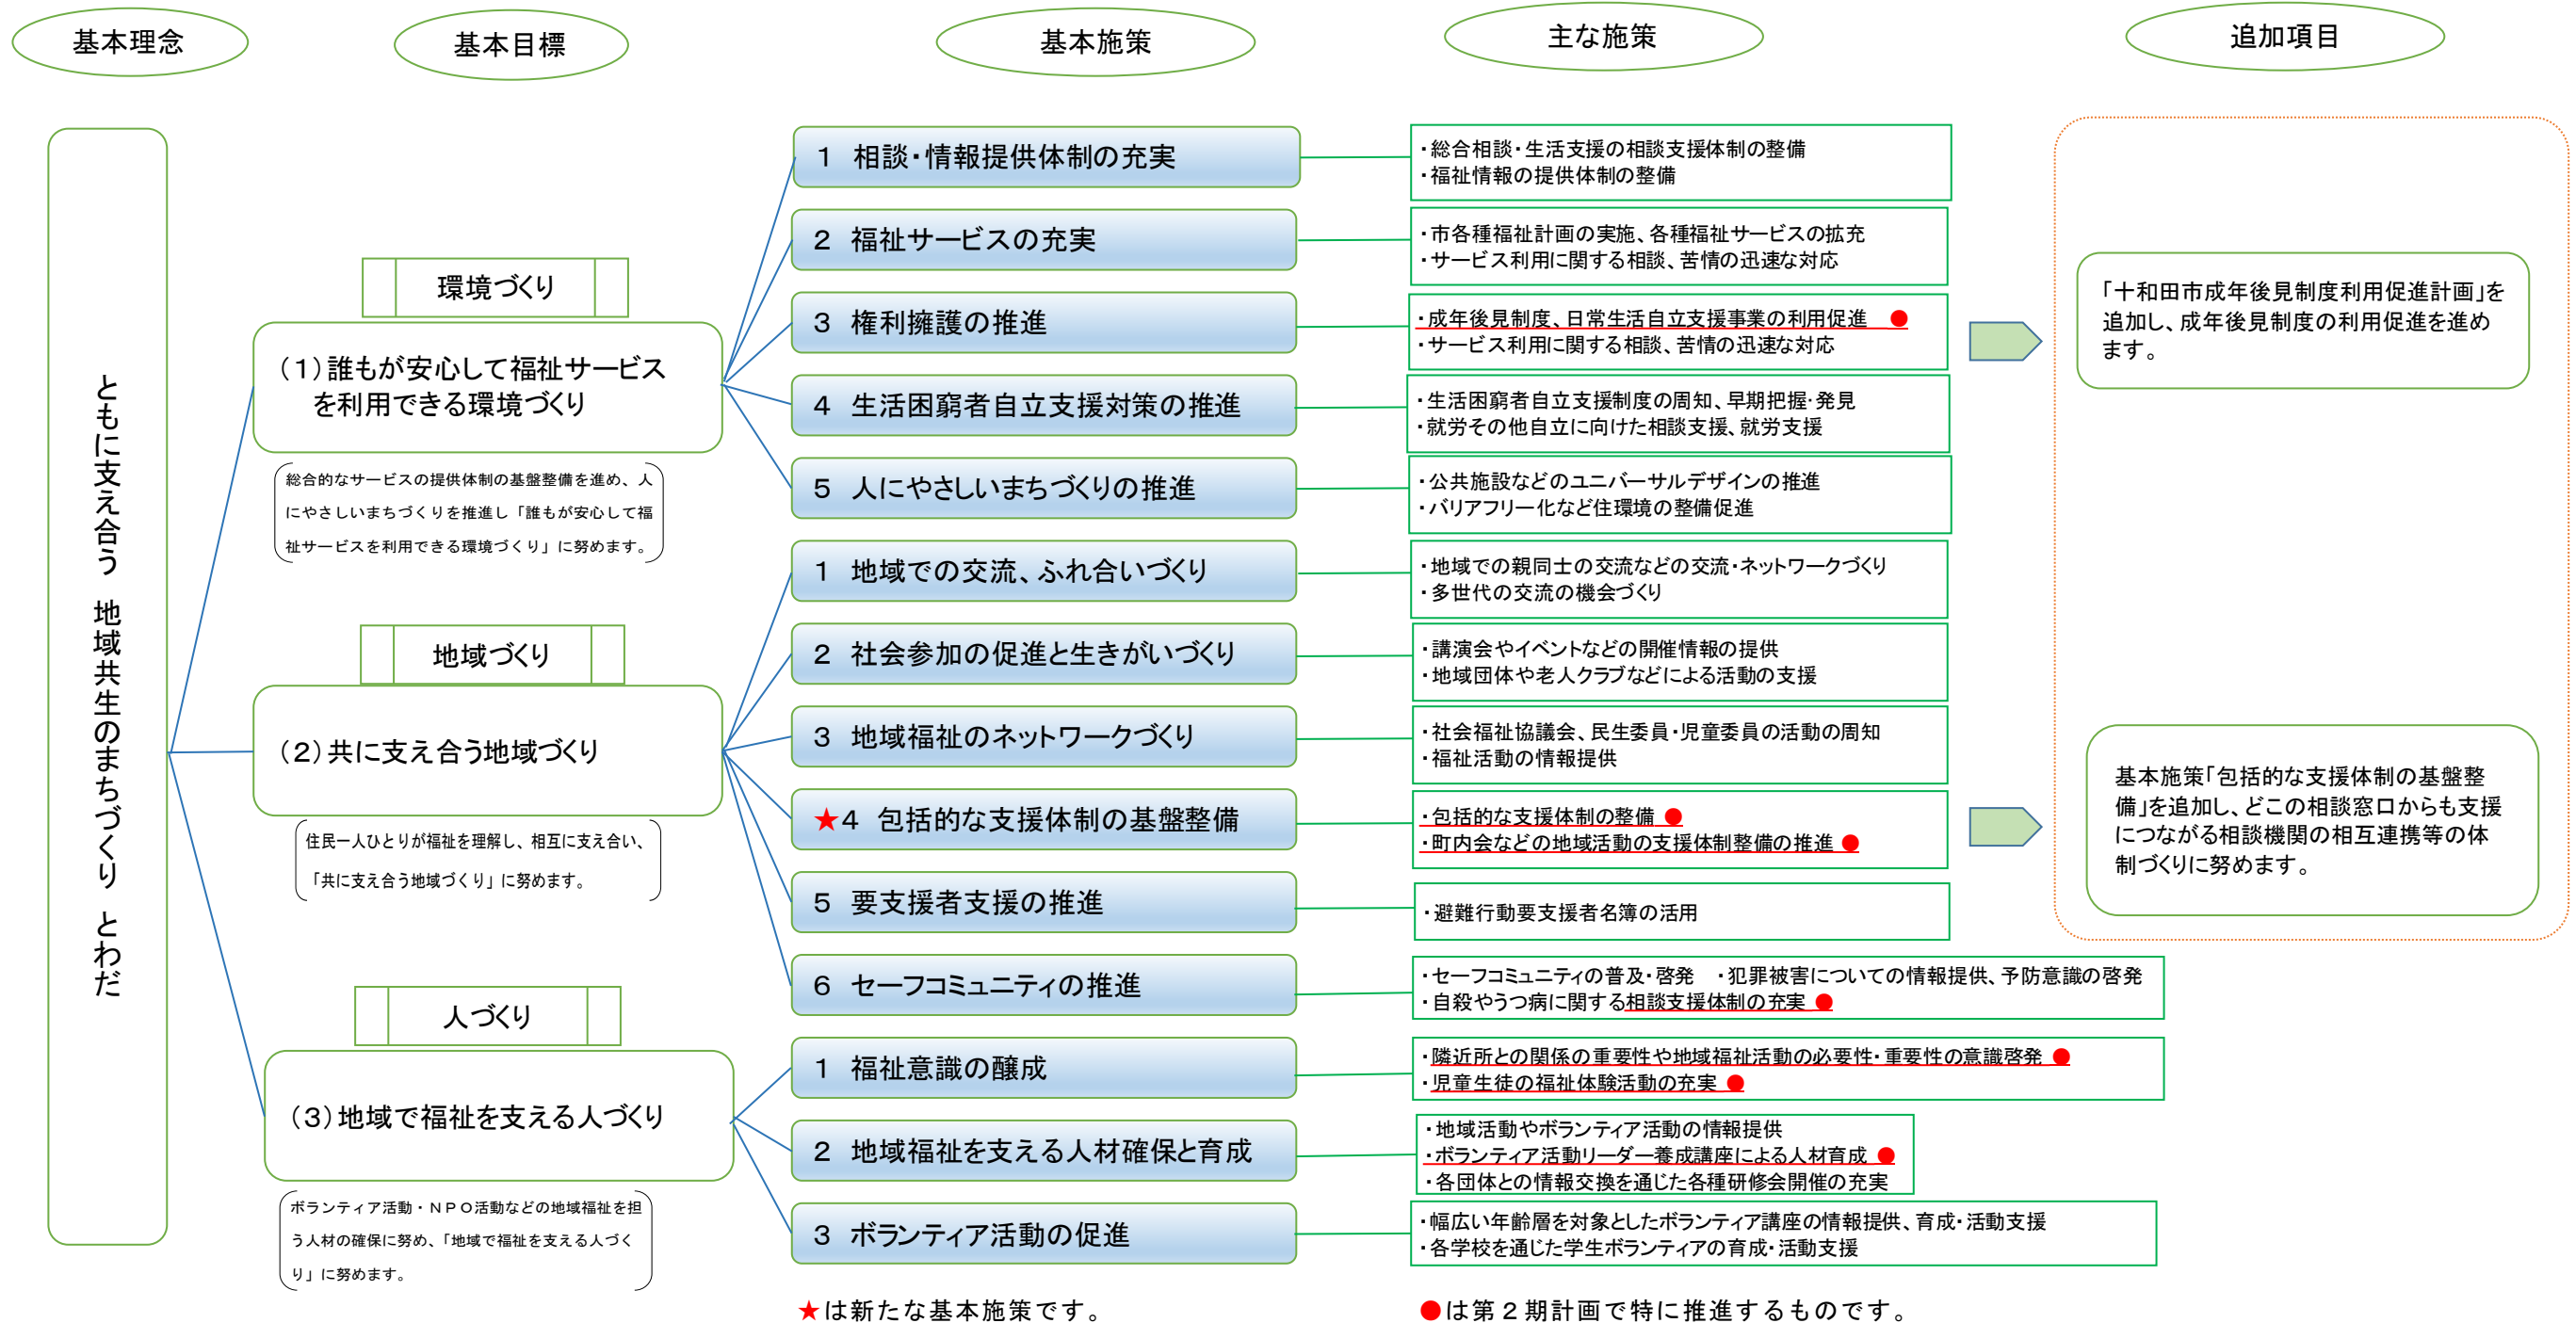 基本理念
基本目標
基本施策
主な施策
追加項目
ともに支え合う 地域共生のまちづくり とわだ
環境づくり
(1)誰もが安心して福祉サービス
を利用できる環境づくり
総合的なサービスの提供体制の基盤整備を進め、人
にやさしいまちづくりを推進し「誰もが安心して福
祉サービスを利用できる環境づくり」に努めます。
1 相談・情報提供体制の充実
・総合相談・生活支援の相談支援体制の整備
・福祉情報の提供体制の整備
2 福祉サービスの充実
・市各種福祉計画の実施、各種福祉サービスの拡充
・サービス利用に関する相談、苦情の迅速な対応
3 権利擁護の推進
・成年後見制度、日常生活自立支援事業の利用促進 ●
・サービス利用に関する相談、苦情の迅速な対応
「十和田市成年後見制度利用促進計画」を
追加し、成年後見制度の利用促進を進め
ます。
4 生活困窮者自立支援対策の推進
・生活困窮者自立支援制度の周知、早期把握・発見
・就労その他自立に向けた相談支援、就労支援
5 人にやさしいまちづくりの推進
・公共施設などのユニバーサルデザインの推進
・バリアフリー化など住環境の整備促進
地域づくり
(2)共に支え合う地域づくり
住民一人ひとりが福祉を理解し、相互に支え合い、
「共に支え合う地域づくり」に努めます。
1 地域での交流、ふれ合いづくり
・地域での親同士の交流などの交流・ネットワークづくり
・多世代の交流の機会づくり
2 社会参加の促進と生きがいづくり
・講演会やイベントなどの開催情報の提供
・地域団体や老人クラブなどによる活動の支援
3 地域福祉のネットワークづくり
・社会福祉協議会、民生委員・児童委員の活動の周知
・福祉活動の情報提供
★4 包括的な支援体制の基盤整備
・包括的な支援体制の整備 ●
・町内会などの地域活動の支援体制整備の推進 ●
基本施策「包括的な支援体制の基盤整
備」を追加し、どこの相談窓口からも支援
につながる相談機関の相互連携等の体
制づくりに努めます。
5 要支援者支援の推進
・避難行動要支援者名簿の活用
6 セーフコミュニティの推進
・セーフコミュニティの普及・啓発 ・犯罪被害についての情報提供、予防意識の啓発
・自殺やうつ病に関する相談支援体制の充実 ●
人づくり
(3)地域で福祉を支える人づくり
ボランティア活動・NPO活動などの地域福祉を担
う人材の確保に努め、「地域で福祉を支える人づく
り」に努めます。
1 福祉意識の醸成
・隣近所との関係の重要性や地域福祉活動の必要性・重要性の意識啓発 ●
・児童生徒の福祉体験活動の充実 ●
2 地域福祉を支える人材確保と育成
・地域活動やボランティア活動の情報提供
・ボランティア活動リーダー養成講座による人材育成 ●
・各団体との情報交換を通じた各種研修会開催の充実
3 ボランティア活動の促進
・幅広い年齢層を対象としたボランティア講座の情報提供、育成・活動支援
・各学校を通じた学生ボランティアの育成・活動支援
★は新たな基本施策です。
●は第2期計画で特に推進するものです。